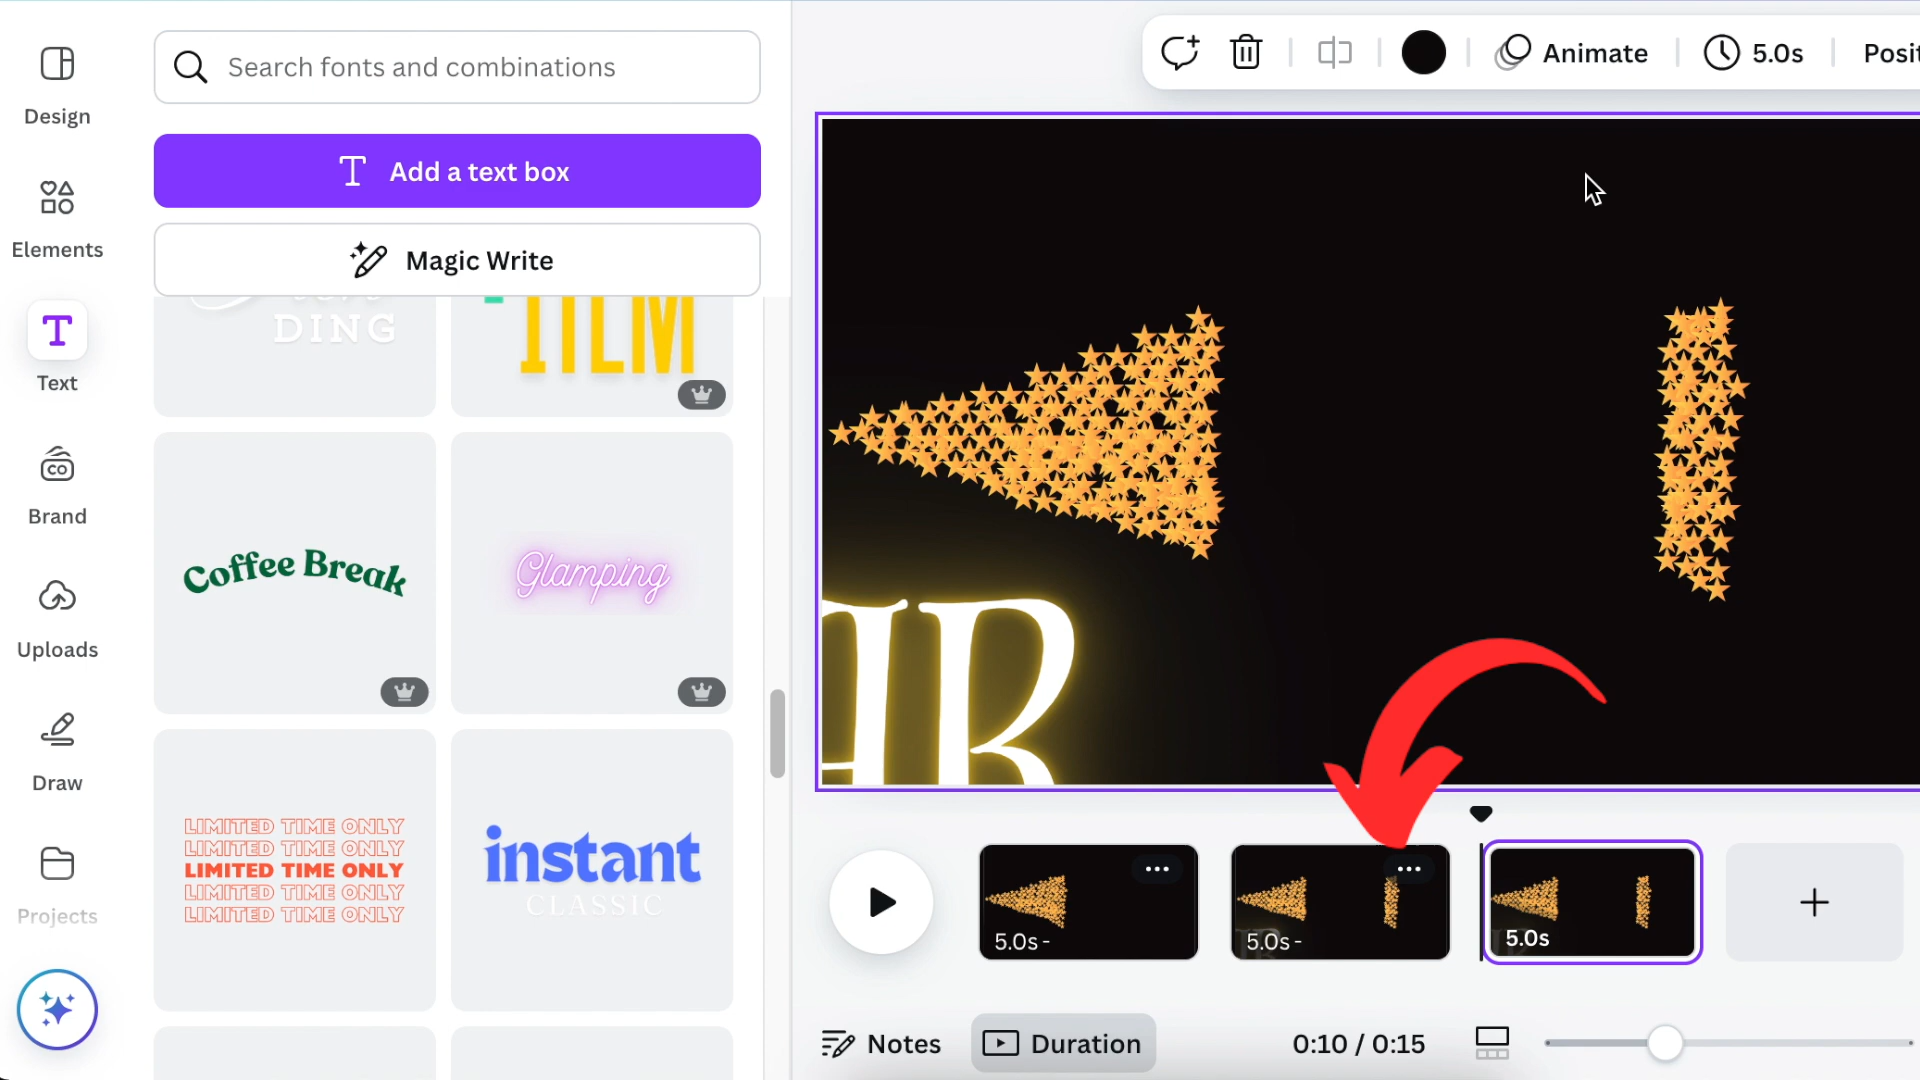 Design
Elements
Text
Brand
Uploads
Draw
Projects
Search fonts and combinations
Add a text box
Magic Write
DING
Coffee Break
Glamping
LIMITED TIME ONLY
LIMITED TIME ONLY
LIMITED TIME ONLY
LIMITED TIME ONLY
LIMITED TIME ONLY
instant
CLASSIC
Animate
5.0s
Posit
5.0s -
5.0s -
5.0s
Notes
Duration
0:10 / 0:15